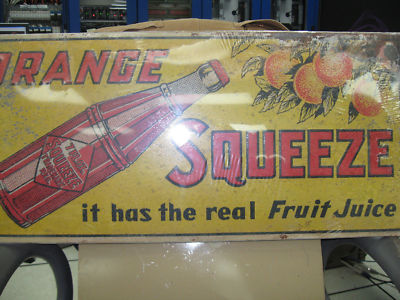 ORANGE
SQUEEZE
it has the real Fruit Juice